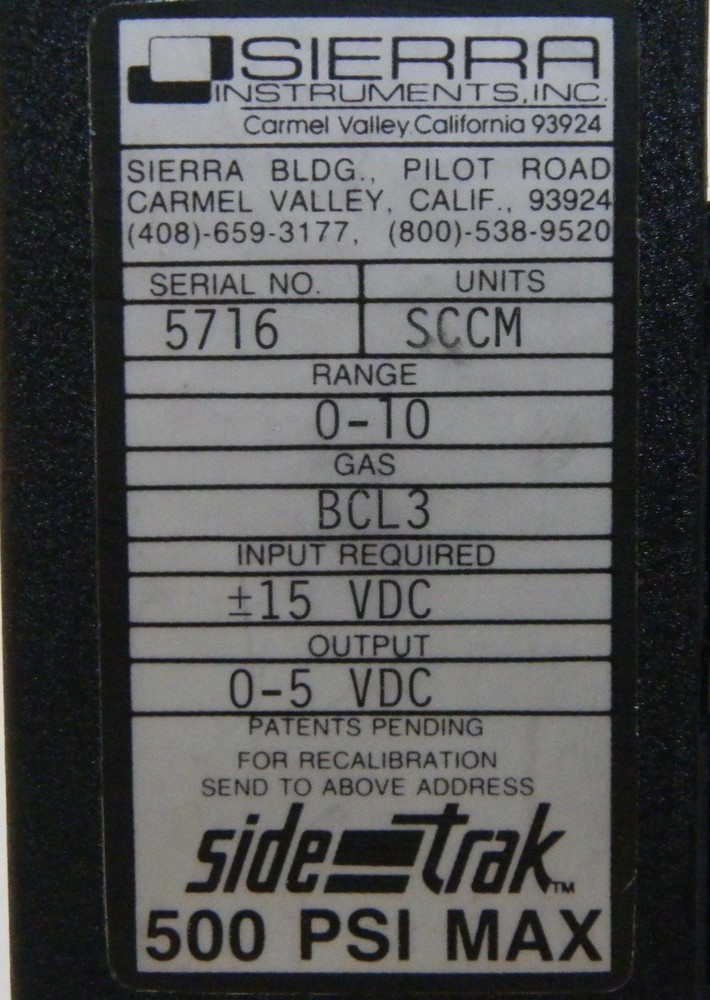 SIERRA
INSTRUMENTS, INC.
Carmel Valley, California 93924
SIERRA BLDG., PILOT ROAD
CARMEL VALLEY, CALIF., 93924
(408)-659-3177, (800)-538-9520
SERIAL NO. UNITS
5716 SCCM
RANGE
0-10
GAS
BCL3
INPUT REQUIRED
±15 VDC
OUTPUT
0-5 VDC
PATENTS PENDING
FOR RECALIBRATION
SEND TO ABOVE ADDRESS
side-trak™
500 PSI MAX